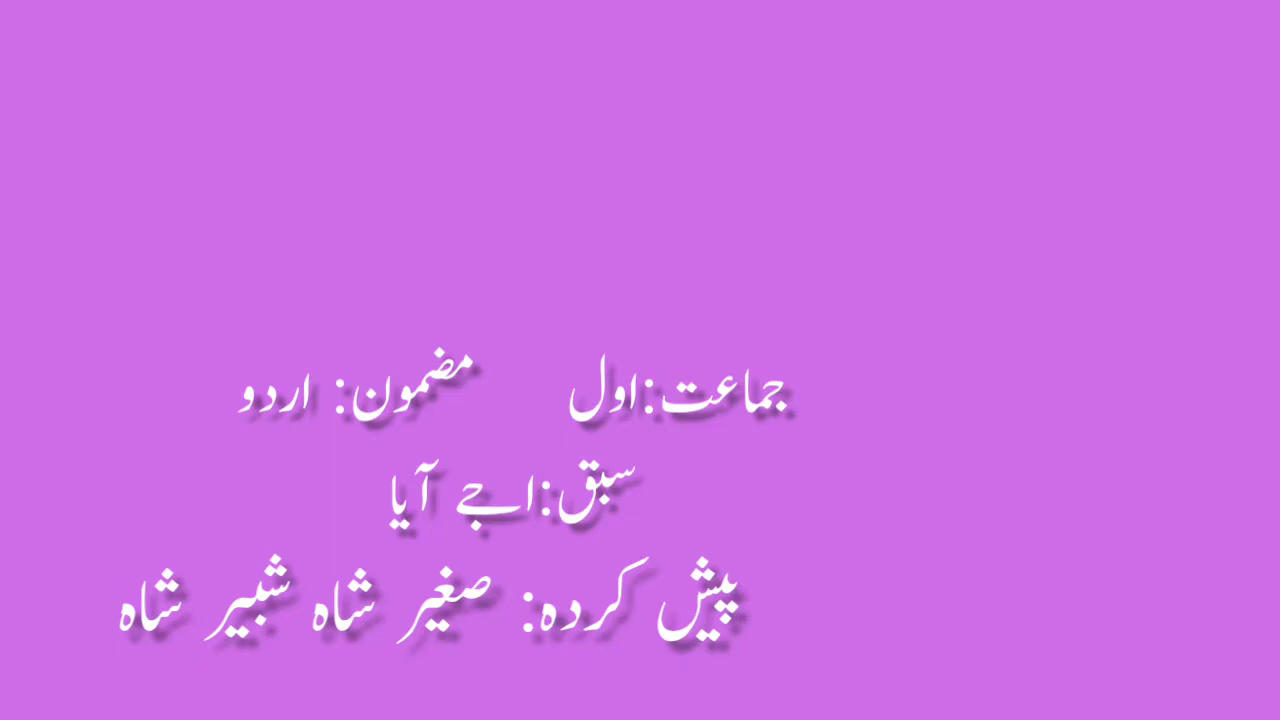 جماعت:اول مضمون: اردو
سبق:اجے آیا
پیش کردہ: صغیر شاہ شبیر شاہ